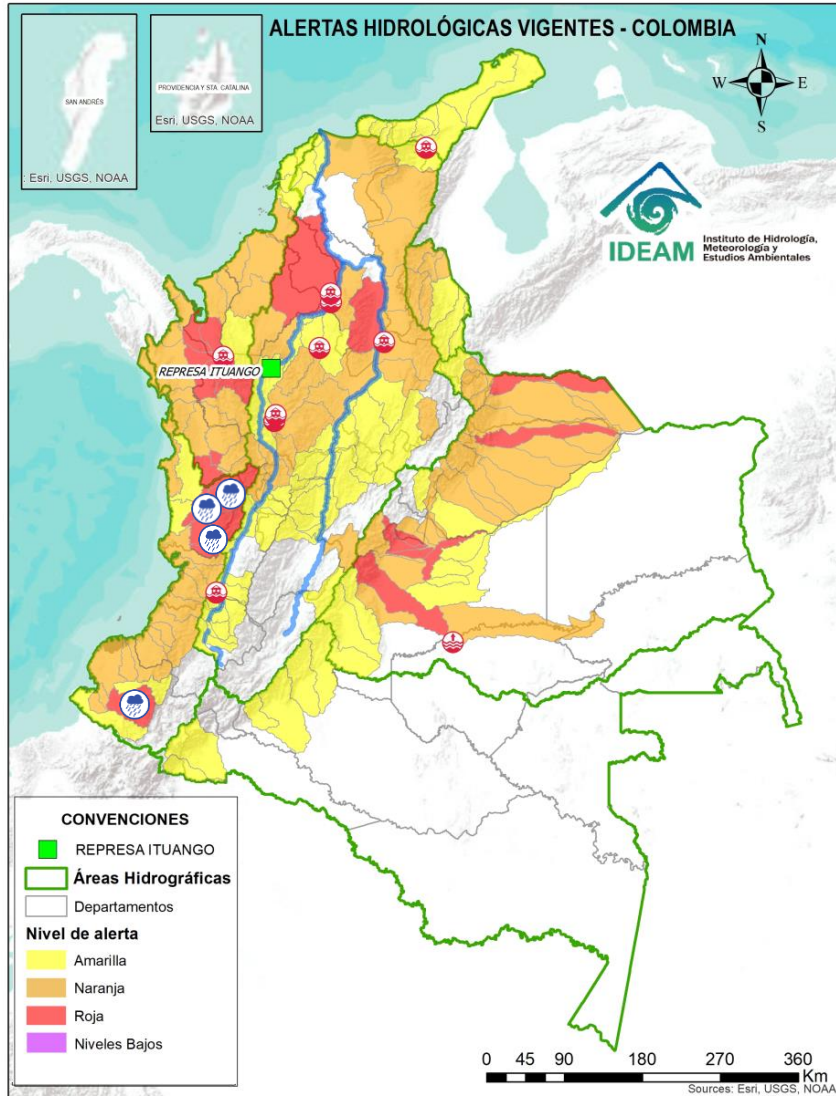 ALERTAS HIDROLÓGICAS VIGENTES - COLOMBIA
SAN ANDRÉS
: Esri, USGS, NOAA
PROVIDENCIA Y STA. CATALINA
Esri, USGS, NOAA
N
W
E
S
IDEAM
Instituto de Hidrología,
Meteorología y
Estudios Ambientales
REPRESA ITUANGO
CONVENCIONES
REPRESA ITUANGO
Áreas Hidrográficas
Departamentos
Nivel de alerta
Amarilla
Naranja
Roja
Niveles Bajos
0 45 90 180 270 360
Km
Sources: Esri, USGS, NOAA